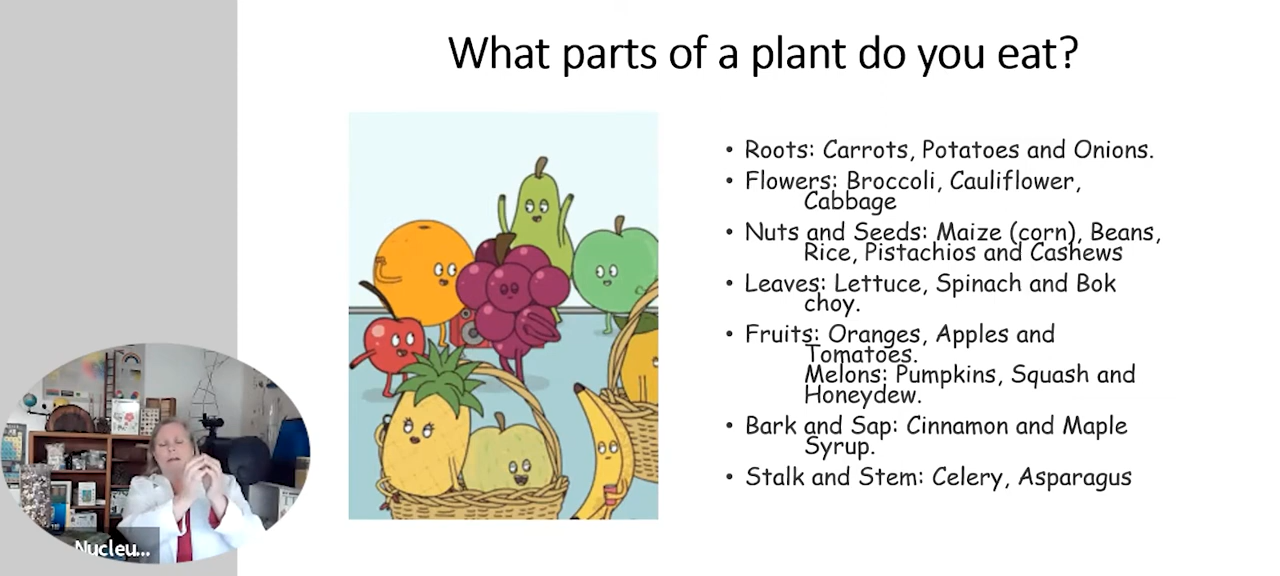 What parts of a plant do you eat?
• Roots: Carrots, Potatoes and Onions.
• Flowers: Broccoli, Cauliflower,
Cabbage
• Nuts and Seeds: Maize (corn), Beans,
Rice, Pistachios and Cashews
• Leaves: Lettuce, Spinach and Bok
choy.
• Fruits: Oranges, Apples and
Tomatoes.
Melons: Pumpkins, Squash and
Honeydew.
• Bark and Sap: Cinnamon and Maple
Syrup.
• Stalk and Stem: Celery, Asparagus
Nucleu...